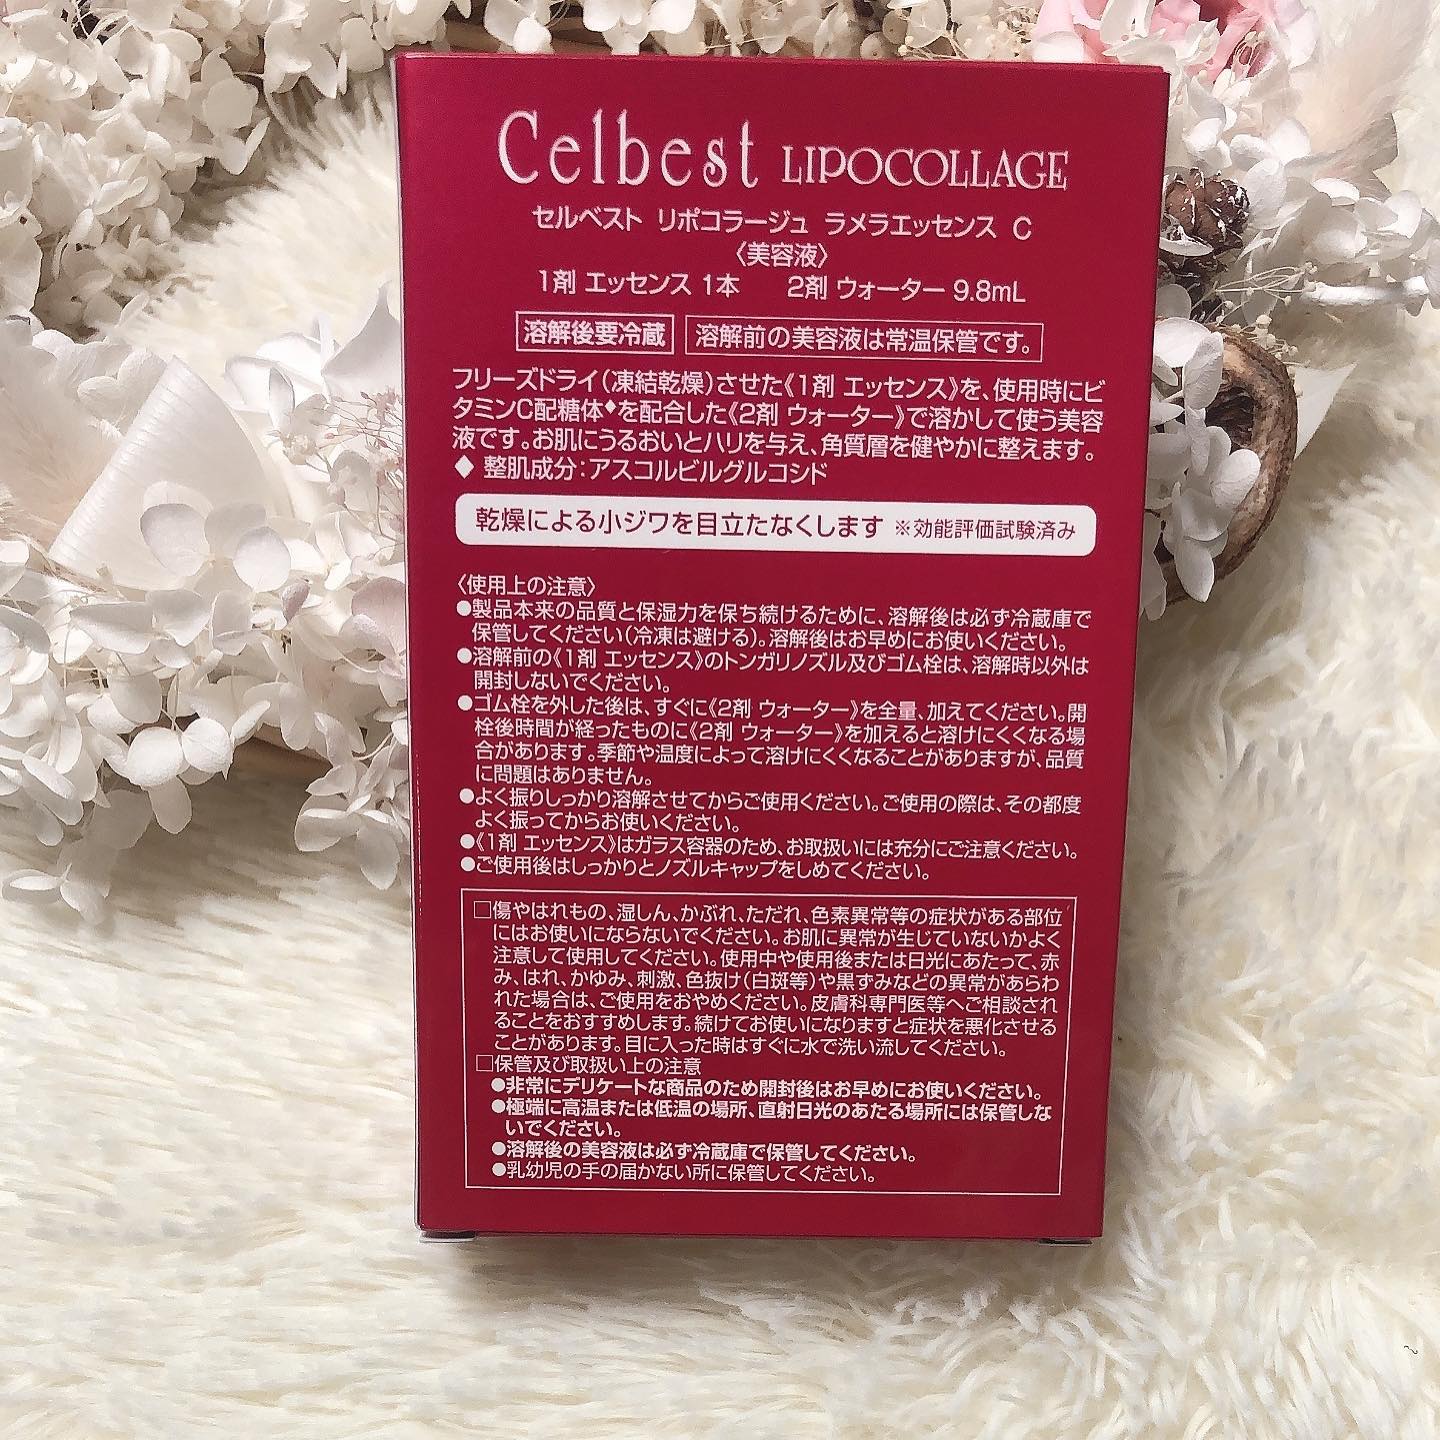 Celbest LIPOCOLLAGE
セルベスト リポコラージュ ラメラエッセンス C
〈美容液〉
1剤 エッセンス 1本 2剤 ウォーター 9.8mL
溶解後要冷蔵 溶解前の美容液は常温保管です。
フリーズドライ(凍結乾燥)させた《1剤 エッセンス》を、使用時にビ
タミンC配糖体◆を配合した《2剤 ウォーター》で溶かして使う美容
液です。お肌にうるおいとハリを与え、角質層を健やかに整えます。
◆ 整肌成分:アスコルビルグルコシド
乾燥による小ジワを目立たなくします ※効能評価試験済み
〈使用上の注意〉
●製品本来の品質と保湿力を保ち続けるために、溶解後は必ず冷蔵庫で
保管してください(冷凍は避ける)。溶解後はお早めにお使いください。
●溶解前の《1剤 エッセンス》のトンガリノズル及びゴム栓は、溶解時以外は
開封しないでください。
●ゴム栓を外した後は、すぐに《2剤 ウォーター》を全量、加えてください。開
栓後時間が経ったものに《2剤 ウォーター》を加えると溶けにくくなる場
合があります。季節や温度によって溶けにくくなることがありますが、品質
に問題はありません。
●よく振りしっかり溶解させてからご使用ください。ご使用の際は、その都度
よく振ってからお使いください。
●《1剤 エッセンス》はガラス容器のため、お取扱いには充分にご注意ください。
●ご使用後はしっかりとノズルキャップをしめてください。
□傷やはれもの、湿しん、かぶれ、ただれ、色素異常等の症状がある部位
にはお使いにならないでください。お肌に異常が生じていないかよく
注意して使用してください。使用中や使用後または日光にあたって、赤
み、はれ、かゆみ、刺激、色抜け(白斑等)や黒ずみなどの異常があらわ
れた場合は、ご使用をおやめください。皮膚科専門医等へご相談され
ることをおすすめします。続けてお使いになりますと症状を悪化させる
ことがあります。目に入った時はすぐに水で洗い流してください。
□保管及び取扱い上の注意
●非常にデリケートな商品のため開封後はお早めにお使いください。
●極端に高温または低温の場所、直射日光のあたる場所には保管しな
いでください。
●溶解後の美容液は必ず冷蔵庫で保管してください。
●乳幼児の手の届かない所に保管してください。